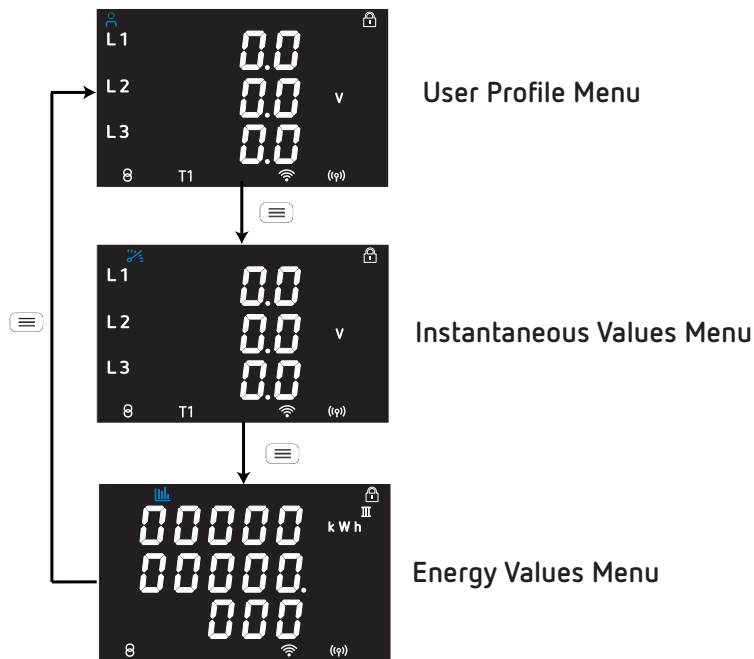 L1 0.0
L2 0.0 V
L3 0.0
T1
User Profile Menu
L1 0.0
L2 0.0 V
L3 0.0
T1
Instantaneous Values Menu
III
00000 kWh
00000.
000
Energy Values Menu